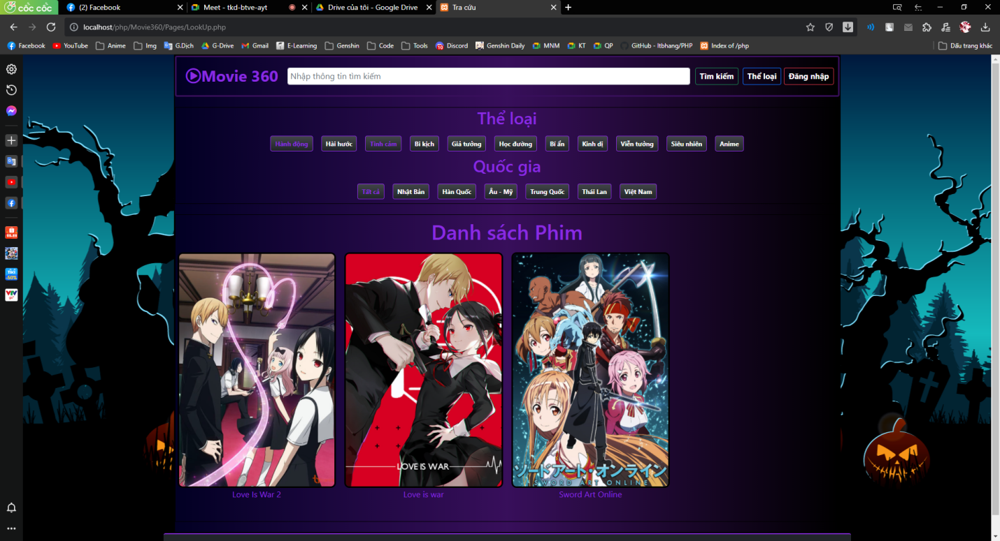 cốc cốc
(2) Facebook
Meet - tkd-btve-ayt
Drive của tôi - Google Drive
Tra cứu
localhost/php/Movie360/Pages/LookUp.php
Facebook YouTube Anime Img G.Dịch G-Drive Gmail E-Learning Genshin Code Tools Discord Genshin Daily MNM KT QP GitHub - ltbhang/PHP Index of /php Dấu trang khác
Movie 360
Nhập thông tin tìm kiếm
Tìm kiếm Thể loại Đăng nhập
Thể loại
Hành động Hài hước Tình cảm Bi kịch Giả tưởng Học đường Bí ẩn Kinh dị Viễn tưởng Siêu nhiên Anime
Quốc gia
Tất cả Nhật Bản Hàn Quốc Âu - Mỹ Trung Quốc Thái Lan Việt Nam
Danh sách Phim
LOVE IS WAR
ソードアート・オンライン
SWORD ART ONLINE
Love Is War 2
Love is war
Sword Art Online
11.11
TIKI
-50%
VTV